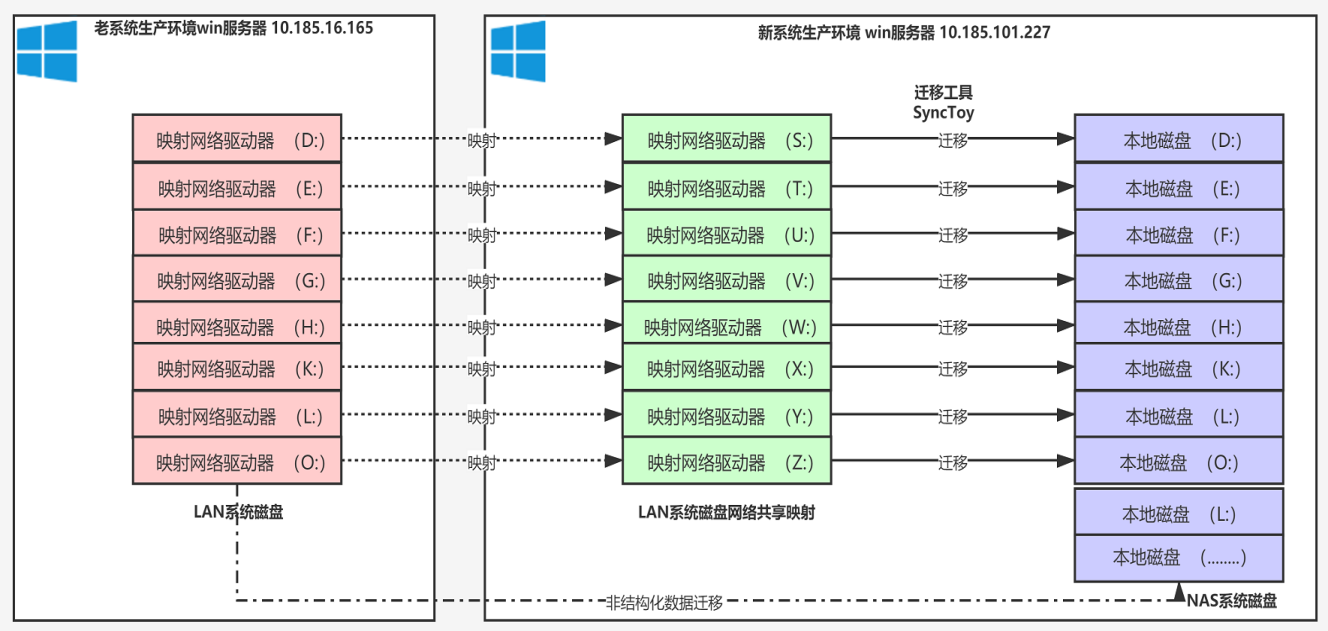 老系统生产环境win服务器 10.185.16.165
新系统生产环境 win服务器 10.185.101.227
迁移工具
SyncToy
映射网络驱动器 （D:） 映射 映射网络驱动器 （S:） 迁移 本地磁盘 （D:）
映射网络驱动器 （E:） 映射 映射网络驱动器 （T:） 迁移 本地磁盘 （E:）
映射网络驱动器 （F:） 映射 映射网络驱动器 （U:） 迁移 本地磁盘 （F:）
映射网络驱动器 （G:） 映射 映射网络驱动器 （V:） 迁移 本地磁盘 （G:）
映射网络驱动器 （H:） 映射 映射网络驱动器 （W:） 迁移 本地磁盘 （H:）
映射网络驱动器 （K:） 映射 映射网络驱动器 （X:） 迁移 本地磁盘 （K:）
映射网络驱动器 （L:） 映射 映射网络驱动器 （Y:） 迁移 本地磁盘 （L:）
映射网络驱动器 （O:） 映射 映射网络驱动器 （Z:） 迁移 本地磁盘 （O:）
LAN系统磁盘 LAN系统磁盘网络共享映射 本地磁盘 （L:）
本地磁盘 （........）
非结构化数据迁移 NAS系统磁盘